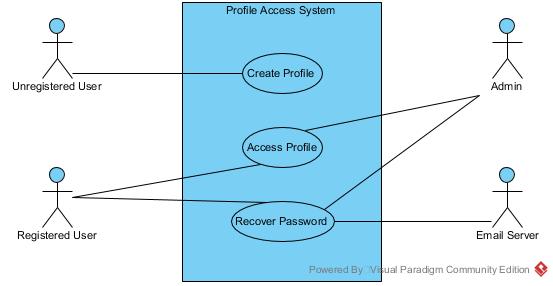 Profile Access System
Create Profile
Unregistered User
Admin
Access Profile
Recover Password
Registered User
Email Server
Powered By Visual Paradigm Community Edition